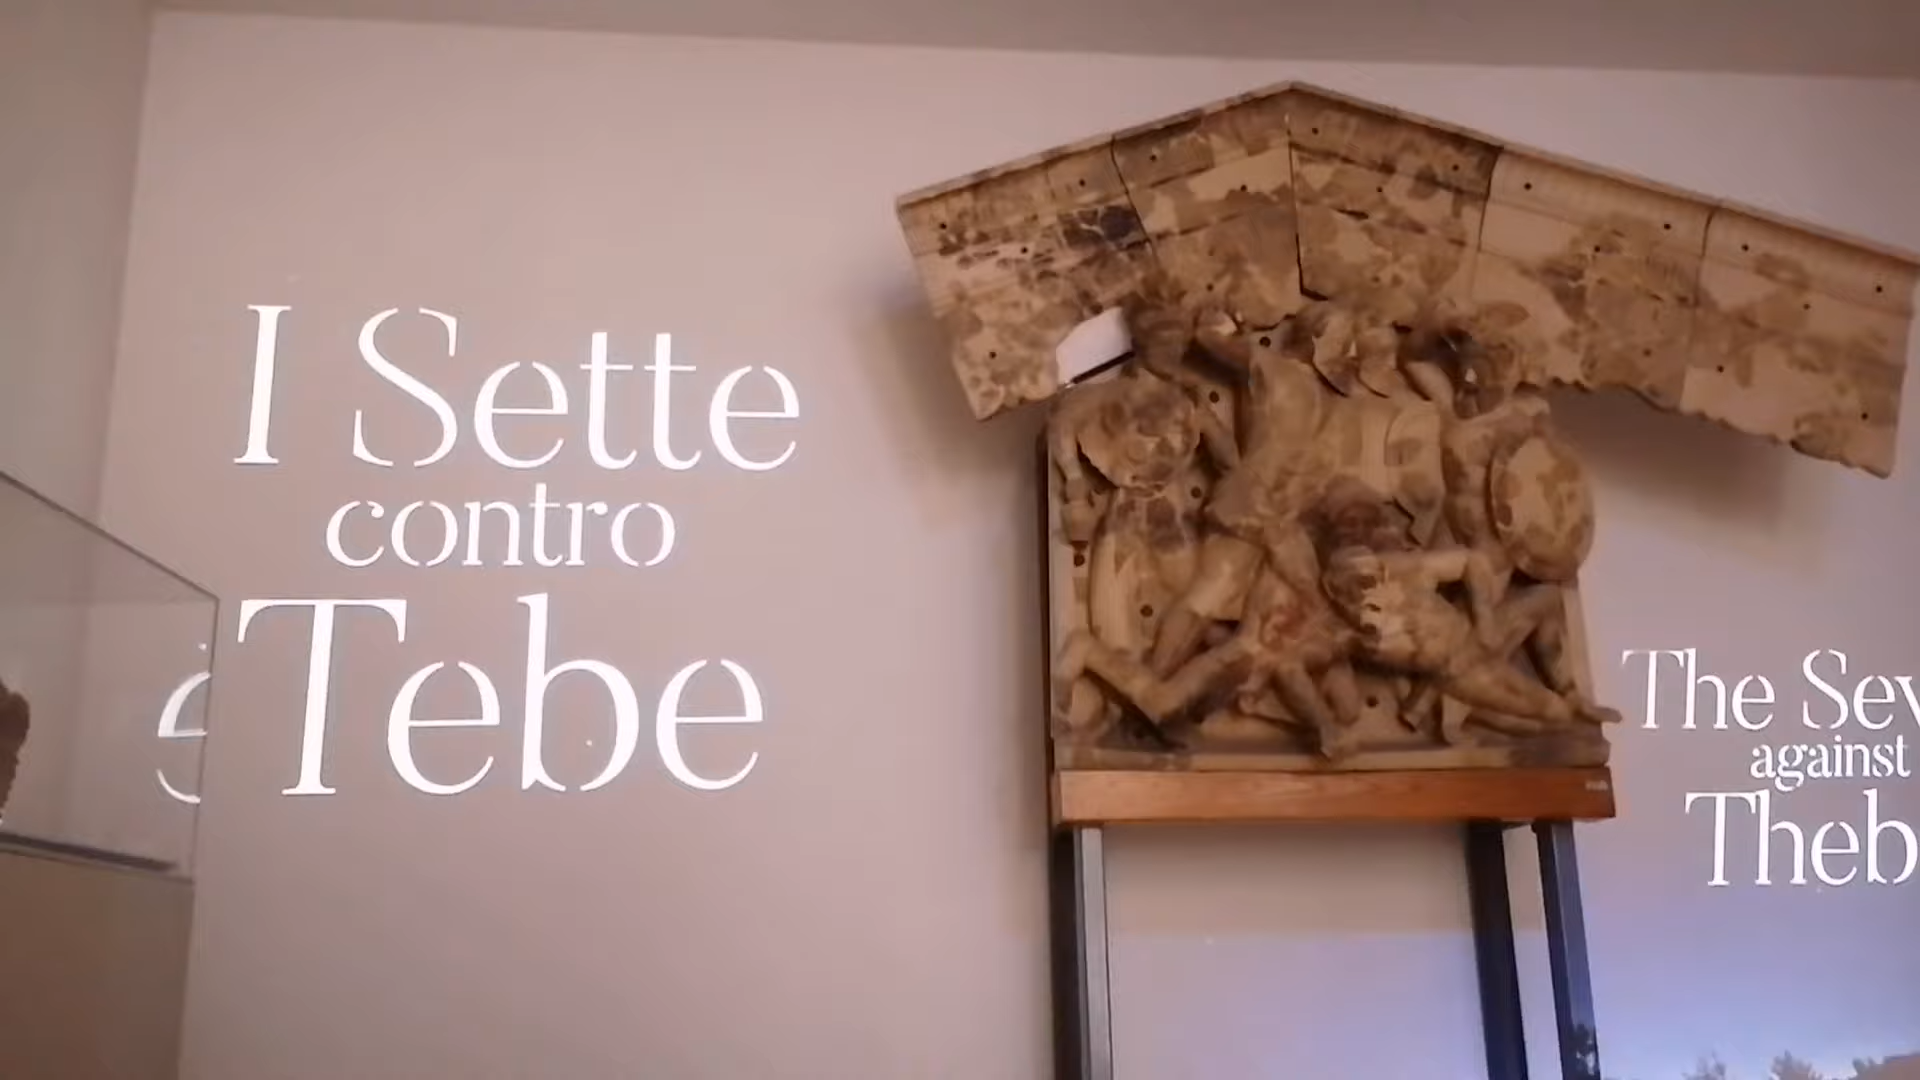 I Sette
contro
Tebe
The Sev
against
Theb